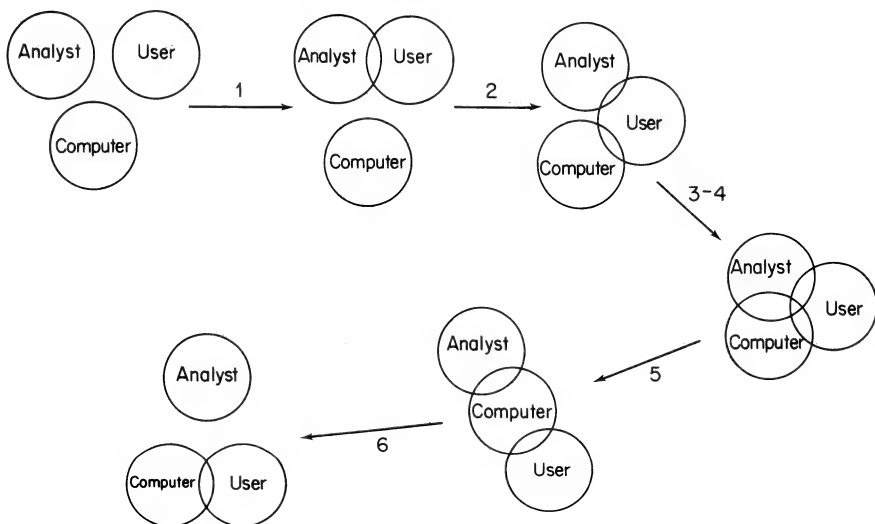 Analyst User
Computer
1
Analyst User
Computer
2
Analyst
User
Computer
3-4
Analyst
User
Computer
5
Analyst
Computer
User
6
Analyst
Computer User